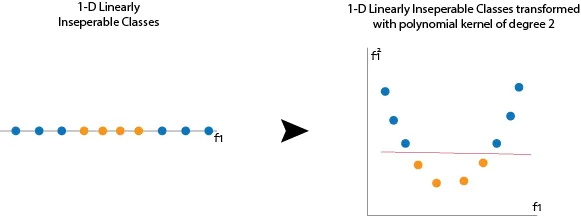 1-D Linearly
Inseperable Classes
f1
1-D Linearly Inseperable Classes transformed
with polynomial kernel of degree 2
f1²
f1